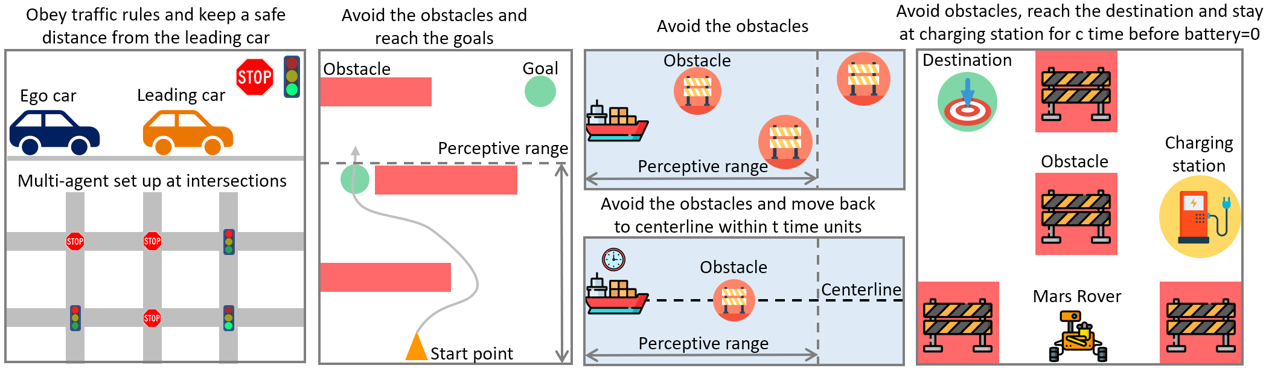 Obey traffic rules and keep a safe
distance from the leading car
STOP
Ego car
Leading car
Multi-agent set up at intersections
STOP
STOP
STOP
Avoid the obstacles and
reach the goals
Obstacle
Goal
Perceptive range
Start point
Avoid the obstacles
Obstacle
Perceptive range
Avoid the obstacles and move back
to centerline within t time units
Obstacle
Centerline
Perceptive range
Avoid obstacles, reach the destination and stay
at charging station for c time before battery=0
Destination
Obstacle
Charging
station
Mars Rover